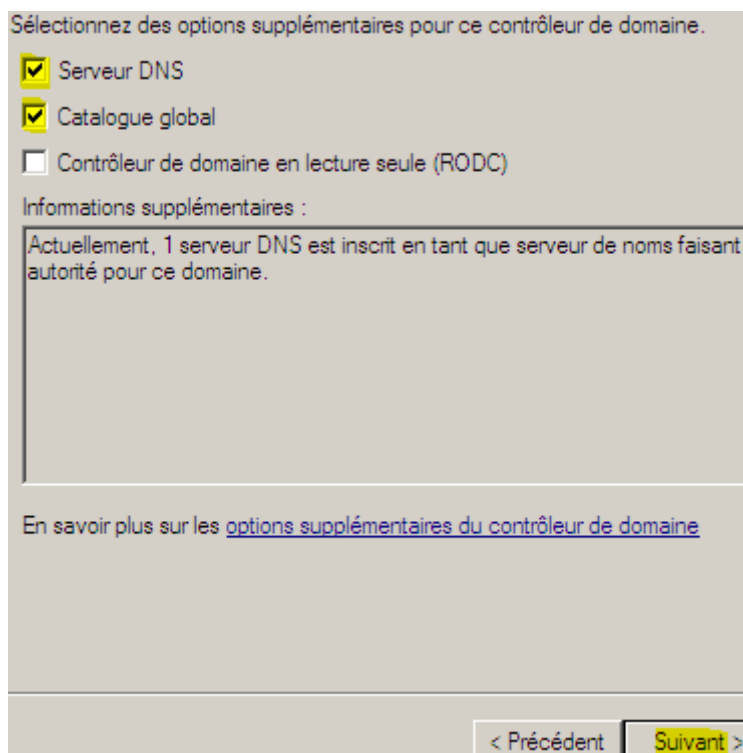 Sélectionnez des options supplémentaires pour ce contrôleur de domaine.
Serveur DNS
Catalogue global
Contrôleur de domaine en lecture seule (RODC)
Informations supplémentaires :
Actuellement, 1 serveur DNS est inscrit en tant que serveur de noms faisant
autorité pour ce domaine.
En savoir plus sur les options supplémentaires du contrôleur de domaine
< Précédent Suivant >